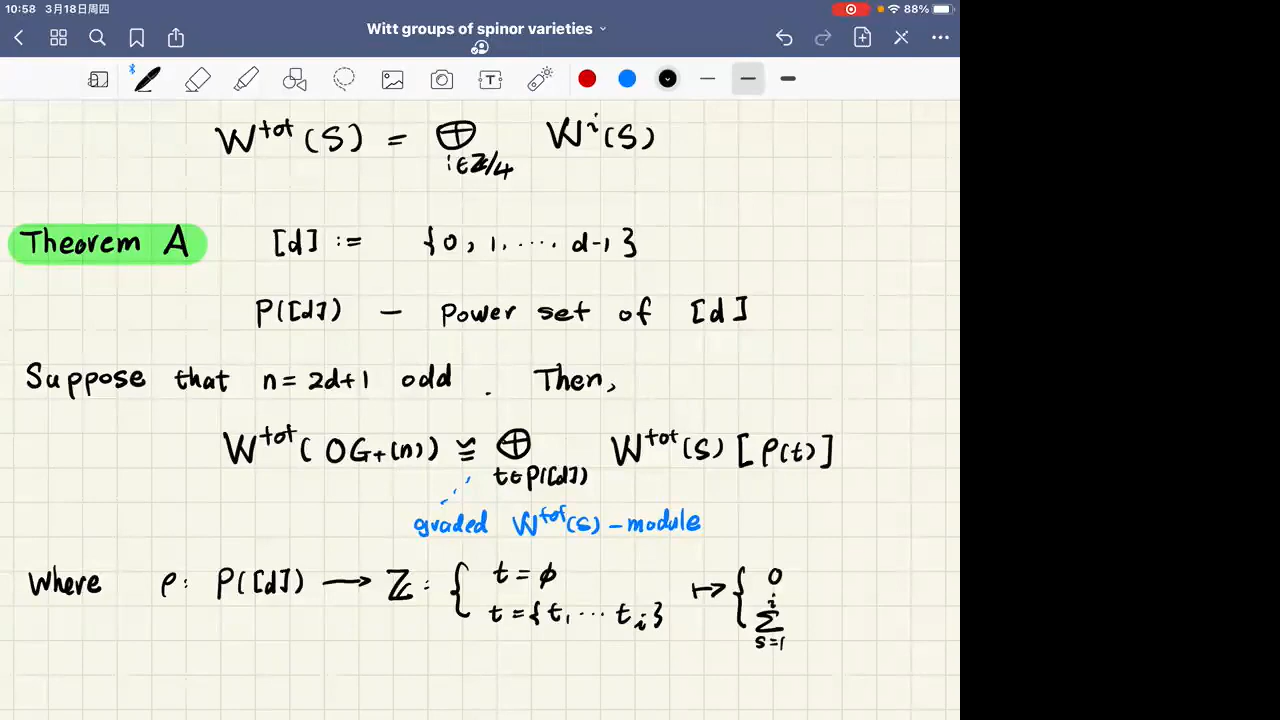 10:58 3月18日周四 88%
Witt groups of spinor varieties
W^tot (S) = ⊕_{i∈ℤ/4} W^i(S)
Theorem A [d] := {0, 1, ... d-1}
P([d]) - Power set of [d]
Suppose that n = 2d+1 odd . Then,
W^tot (OG+(n)) ≅ ⊕_{t∈P([d])} W^tot(S) [ρ(t)]
graded W^tot(S) - module
Where ρ: P([d]) → ℤ : { t = ϕ ↦ { 0
t = {t, ... t_i} Σ_{s=1}^{i}